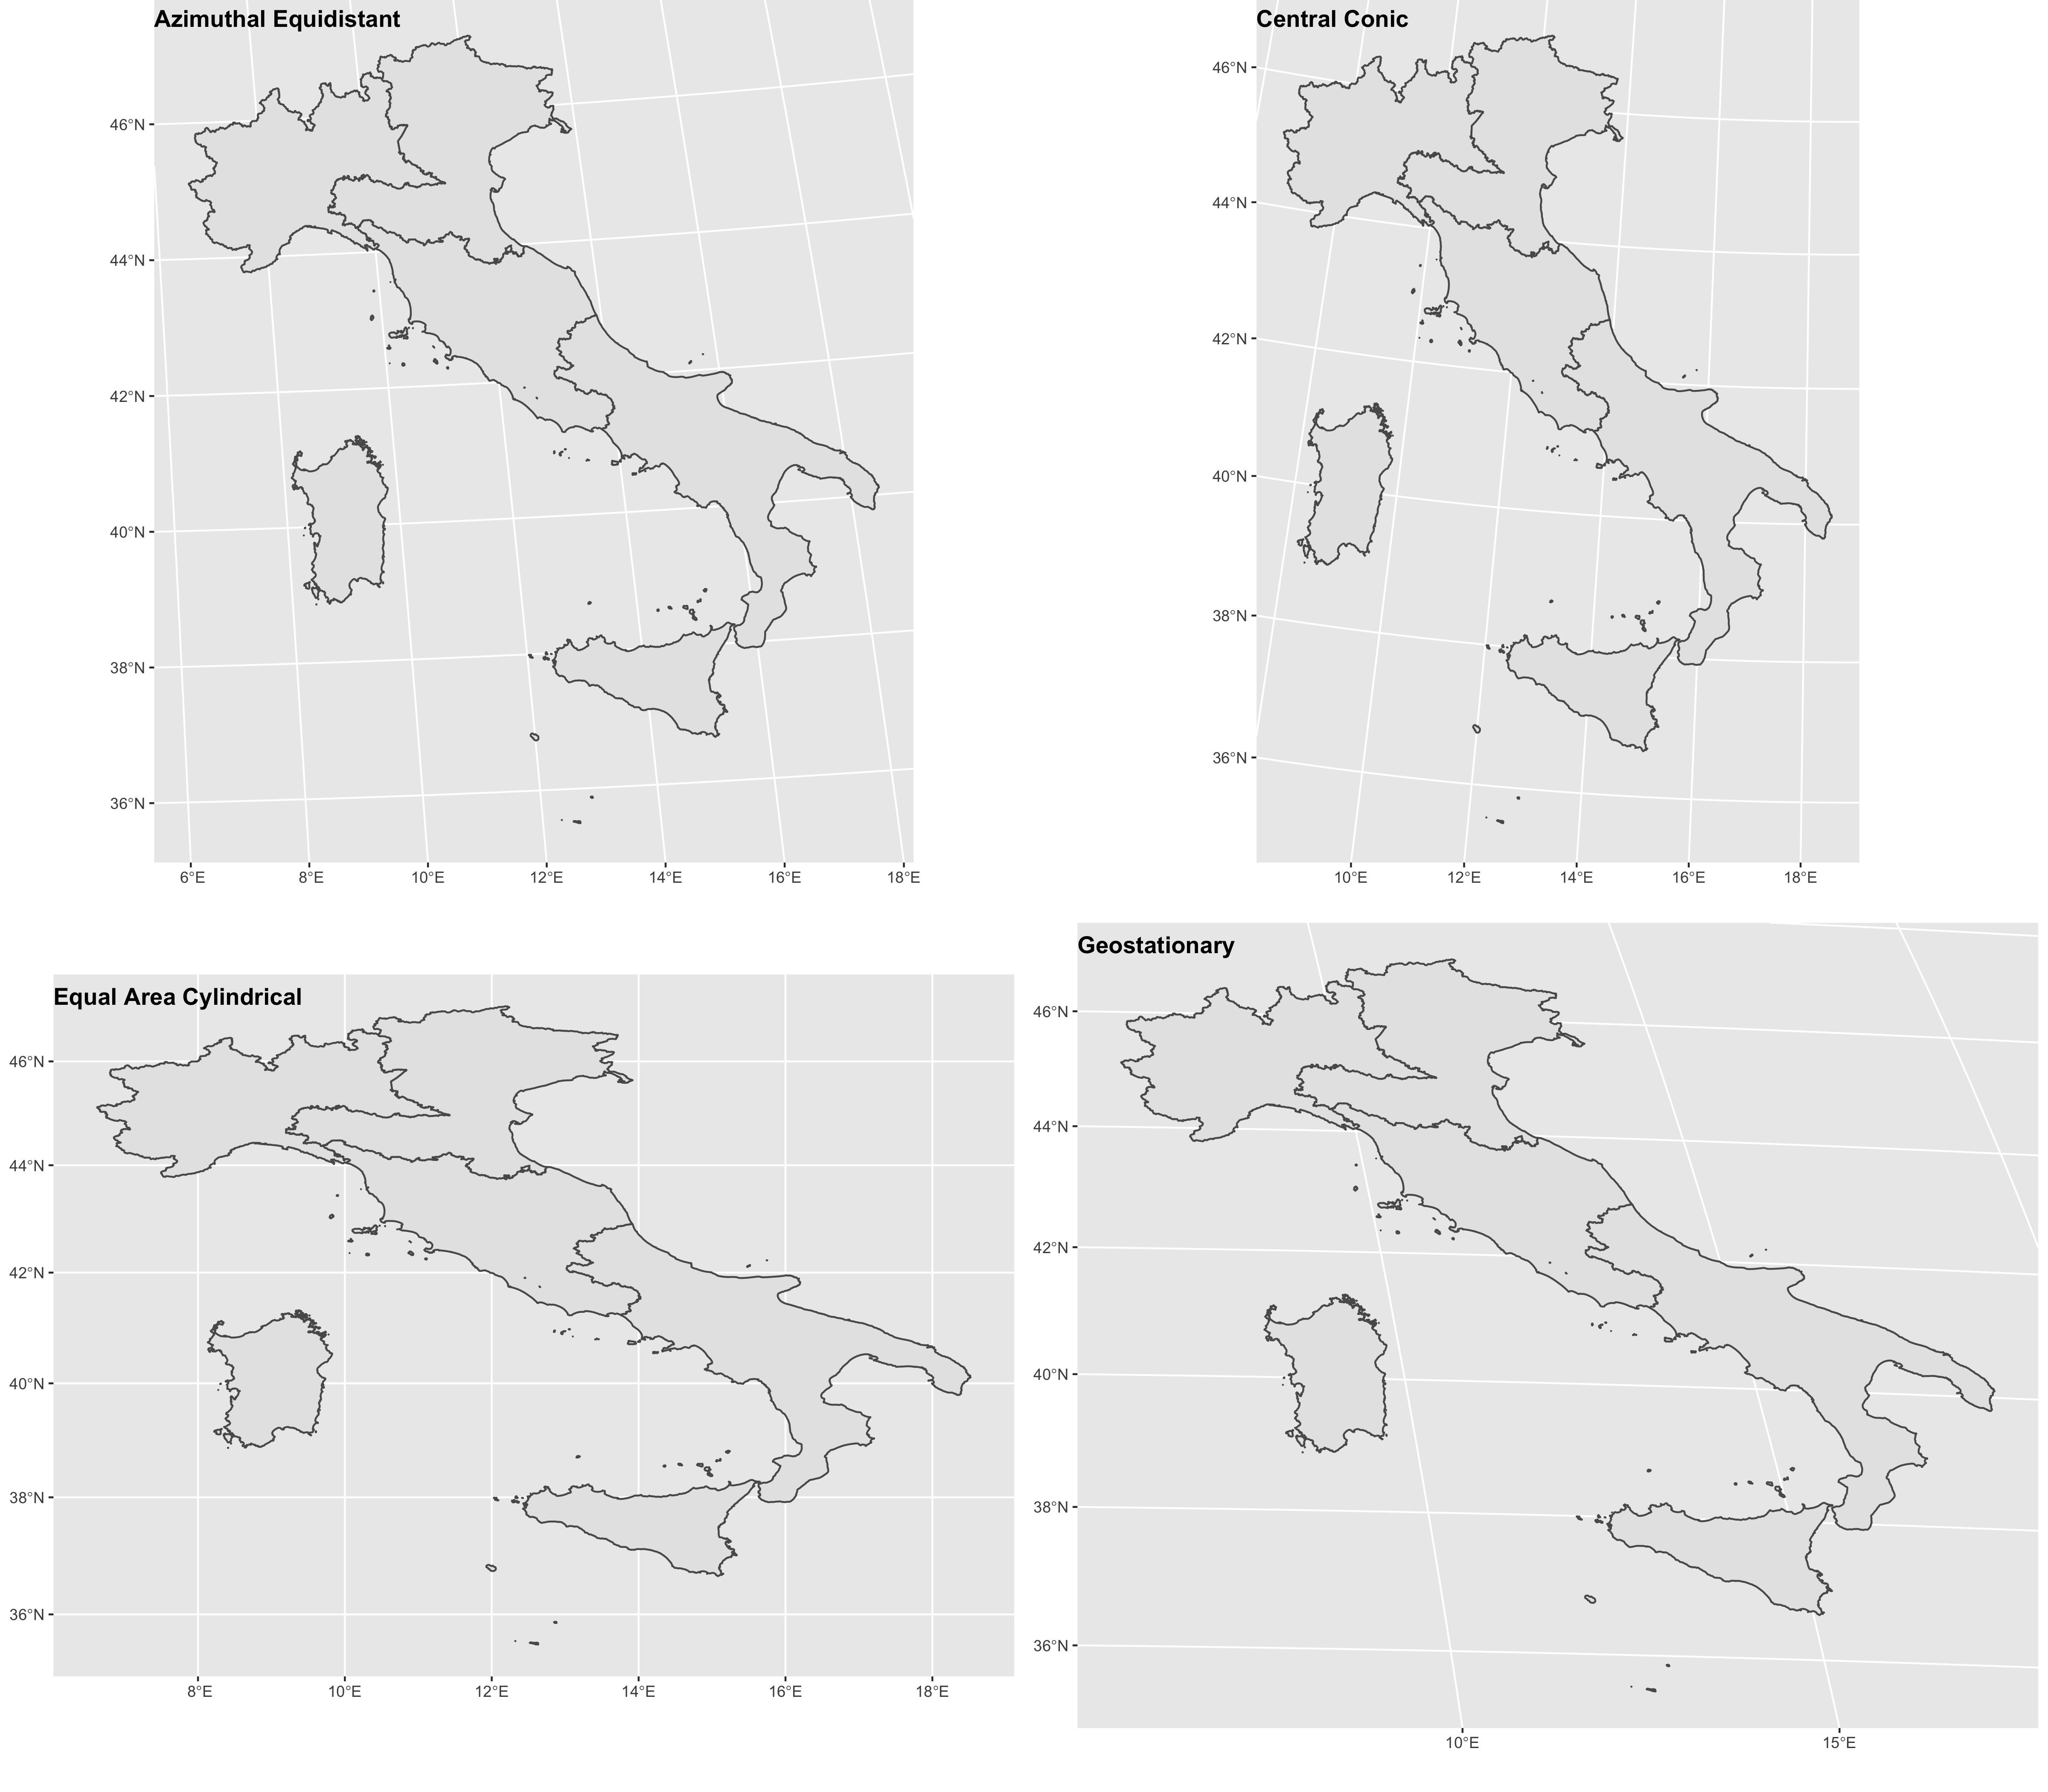 Azimuthal Equidistant
46°N
44°N
42°N
40°N
38°N
36°N
6°E 8°E 10°E 12°E 14°E 16°E 18°E
Central Conic
46°N
44°N
42°N
40°N
38°N
36°N
10°E 12°E 14°E 16°E 18°E
Equal Area Cylindrical
46°N
44°N
42°N
40°N
38°N
36°N
8°E 10°E 12°E 14°E 16°E 18°E
Geostationary
46°N
44°N
42°N
40°N
38°N
36°N
10°E 15°E